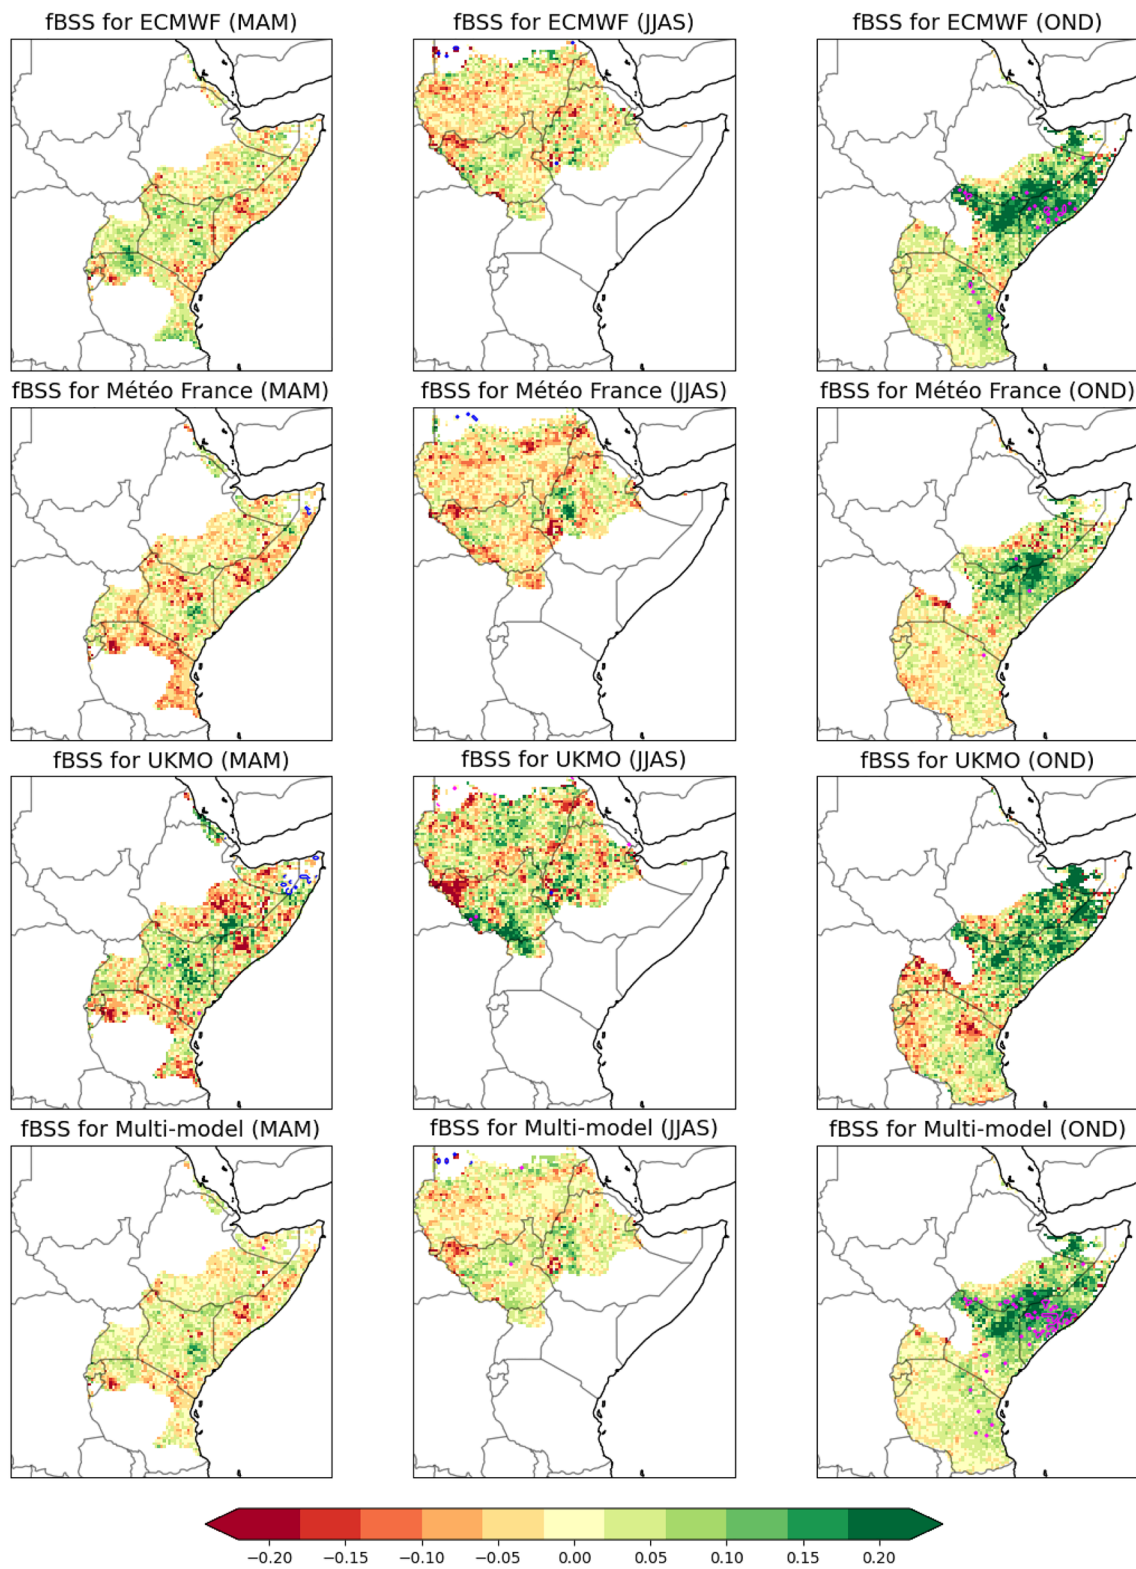 fBSS for ECMWF (MAM)
fBSS for ECMWF (JJAS)
fBSS for ECMWF (OND)
fBSS for Météo France (MAM)
fBSS for Météo France (JJAS)
fBSS for Météo France (OND)
fBSS for UKMO (MAM)
fBSS for UKMO (JJAS)
fBSS for UKMO (OND)
fBSS for Multi-model (MAM)
fBSS for Multi-model (JJAS)
fBSS for Multi-model (OND)
−0.20 −0.15 −0.10 −0.05 0.00 0.05 0.10 0.15 0.20